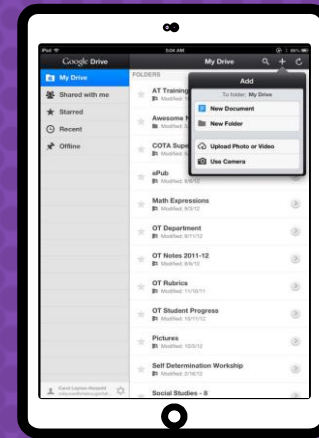 iPad
5:04 AM
Google Drive
My Drive
My Drive
Shared with me
Starred
Recent
Offline
FOLDERS
AT Training
Awesome
COTA Supe
ePub
Modified: 8/6/12
Math Expressions
Modified: 9/3/12
OT Department
Modified: 9/11/12
OT Notes 2011-12
Modified: 8/6/12
OT Rubrics
Modified: 11/10/11
OT Student Progress
Modified: 10/11/12
Pictures
Modified: 10/3/12
Self Determination Workship
Modified: 2/16/12
Social Studies - 8
Add
To folder: My Drive
New Document
New Folder
Upload Photo or Video
Use Camera